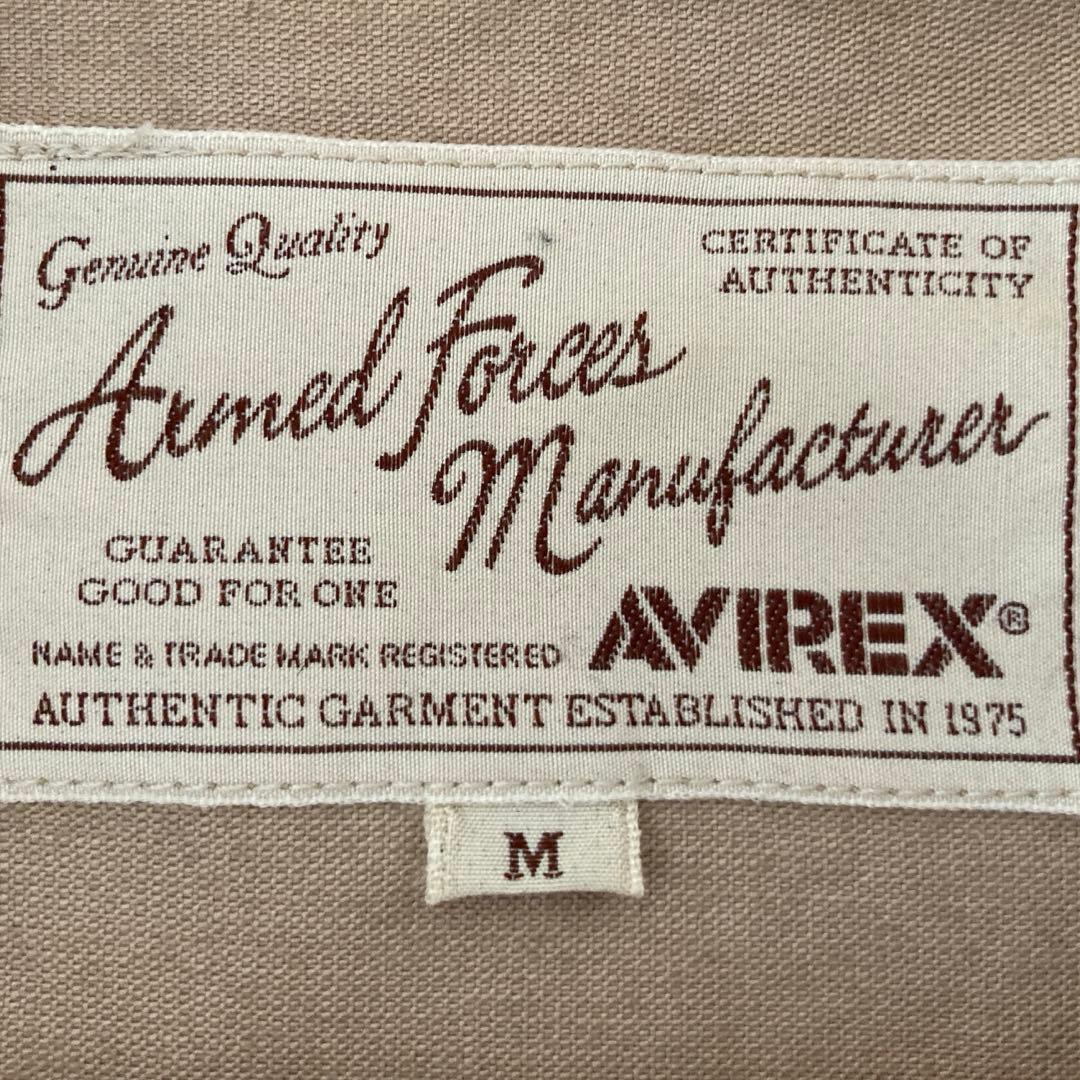 Genuine Quality
CERTIFICATE OF
AUTHENTICITY
Armed Forces
Manufacturer
GUARANTEE
GOOD FOR ONE
NAME & TRADE MARK REGISTERED
AVIREX®
AUTHENTIC GARMENT ESTABLISHED IN 1975
M